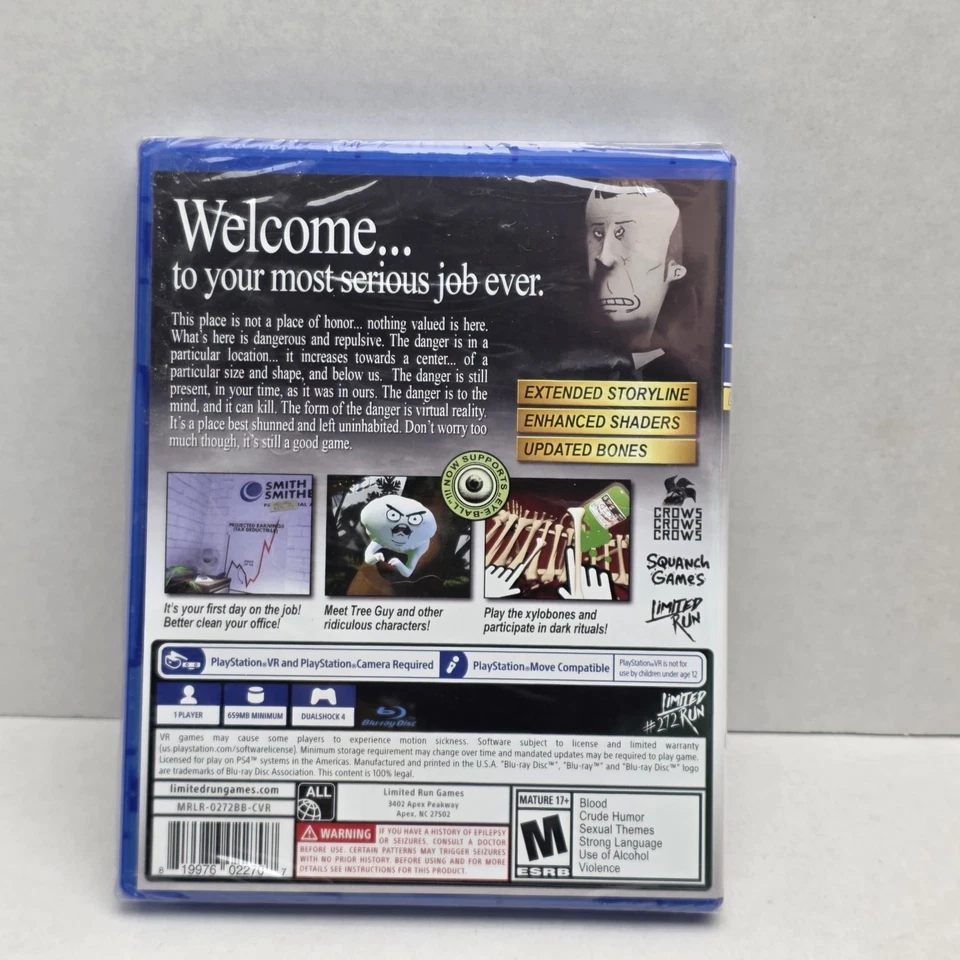 Welcome...
to your most serious job ever.
This place is not a place of honor... nothing valued is here.
What's here is dangerous and repulsive. The danger is in a
particular location... it increases towards a center... of a
particular size and shape, and below us. The danger is still
present, in your time, as it was in ours. The danger is to the
mind, and it can kill. The form of the danger is virtual reality.
It's a place best shunned and left uninhabited. Don't worry too
much though, it's still a good game.
EXTENDED STORYLINE
ENHANCED SHADERS
UPDATED BONES
NOW SUPPORTS "EYE-BALL"!!
SMITH
SMITHE
PROJECTED EARNINGS
(TAX DEDUCTIBLE)
CROWS
CROWS
CROWS
SQUANCH
GAMES
LIMITED
RUN
It's your first day on the job!
Better clean your office!
Meet Tree Guy and other
ridiculous characters!
Play the xylobones and
participate in dark rituals!
PlayStation®VR and PlayStation®Camera Required
PlayStation®Move Compatible
PlayStation®VR is not for
use by children under age 12
1 PLAYER
659MB MINIMUM
DUALSHOCK 4
Blu-ray Disc
LIMITED
#272 RUN
VR games may cause some players to experience motion sickness. Software subject to license and limited warranty
(us.playstation.com/softwarelicense). Minimum storage requirement may change over time and mandated updates may be required to play game.
Licensed for play on PS4™ systems in the Americas. Manufactured and printed in the U.S.A. "Blu-ray Disc™", "Blu-ray™" and "Blu-ray Disc™" logo
are trademarks of Blu-ray Disc Association. This content is 100% legal.
limitedrungames.com
MRLR-0272BB-CVR
ALL
Limited Run Games
3402 Apex Peakway
Apex, NC 27502
WARNING IF YOU HAVE A HISTORY OF EPILEPSY
OR SEIZURES, CONSULT A DOCTOR
BEFORE USE. CERTAIN PATTERNS MAY TRIGGER SEIZURES
WITH NO PRIOR HISTORY. BEFORE USING AND FOR MORE
DETAILS SEE INSTRUCTIONS FOR THIS PRODUCT.
8 19976 02270 7
MATURE 17+
M
ESRB
Blood
Crude Humor
Sexual Themes
Strong Language
Use of Alcohol
Violence